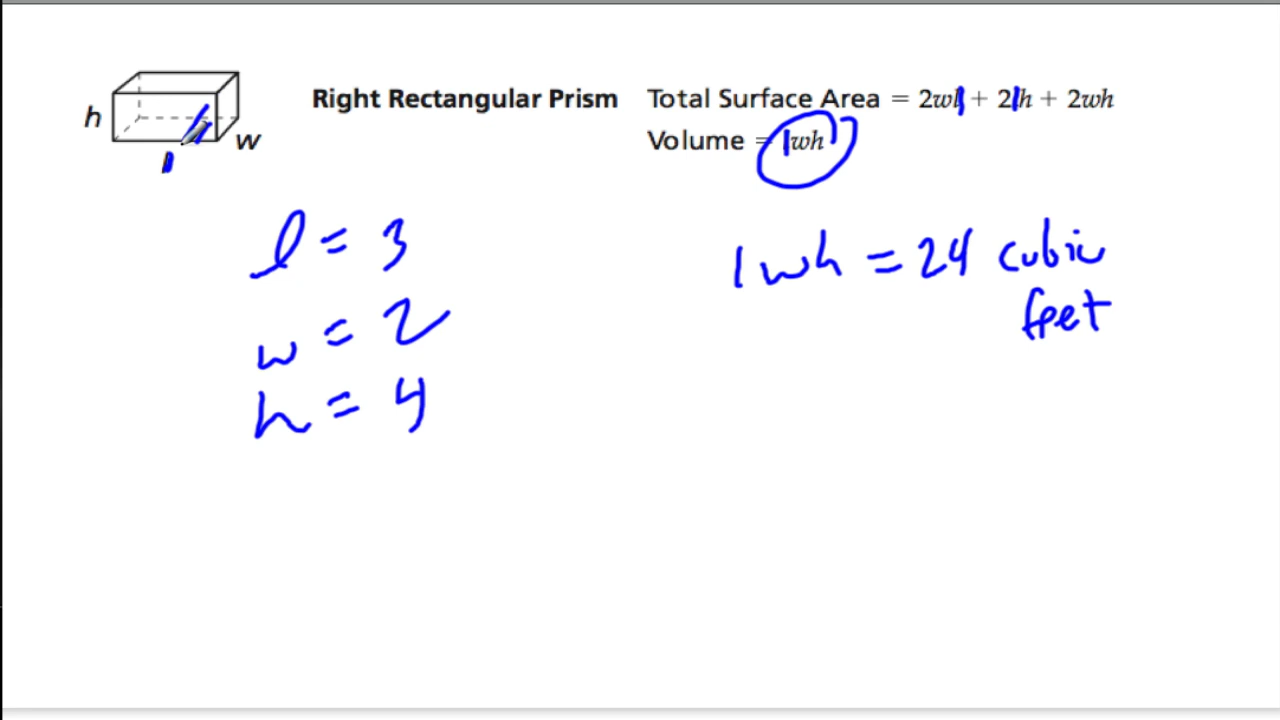 h
w
l
Right Rectangular Prism Total Surface Area = 2wl + 2lh + 2wh
Volume = lwh
l = 3
w = 2
h = 4
lwh = 24 cubic
feet